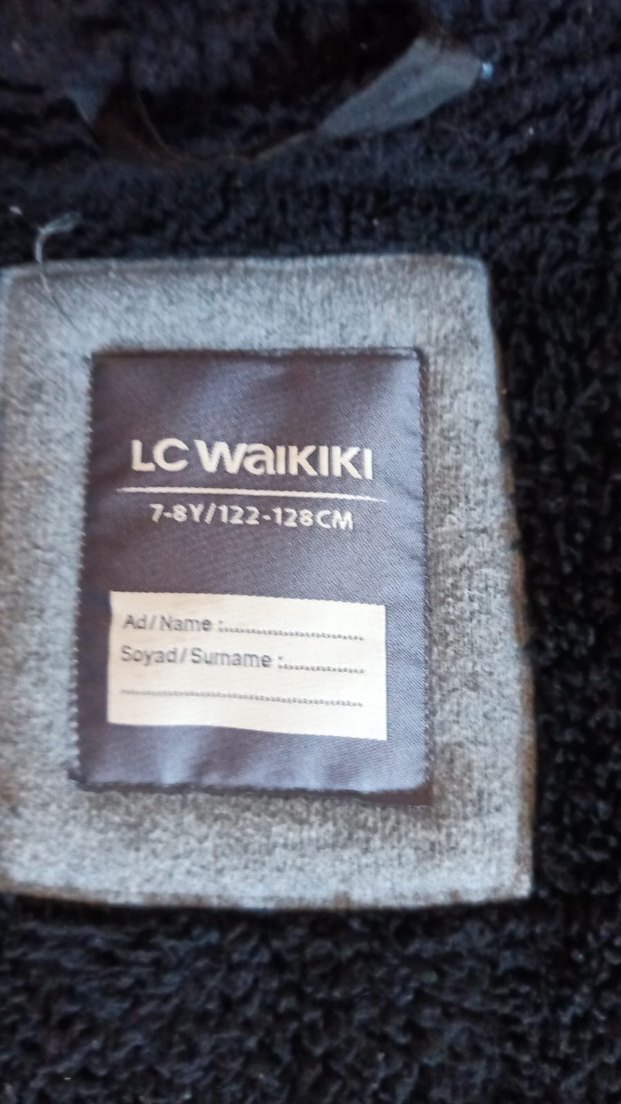 LC WAIKIKI
7-8Y/122-128CM
Ad/Name :..............................
Soyad/Surname :.................
..................................................